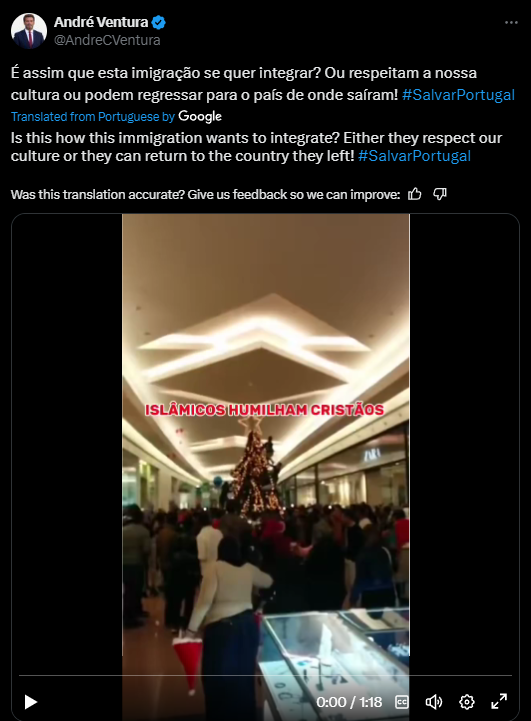 André Ventura
@AndreCVentura
É assim que esta imigração se quer integrar? Ou respeitam a nossa
cultura ou podem regressar para o país de onde saíram! #SalvarPortugal
Translated from Portuguese by Google
Is this how this immigration wants to integrate? Either they respect our
culture or they can return to the country they left! #SalvarPortugal
Was this translation accurate? Give us feedback so we can improve:
ISLÂMICOS HUMILHAM CRISTÃOS
ZARA
0:00 / 1:18
CC